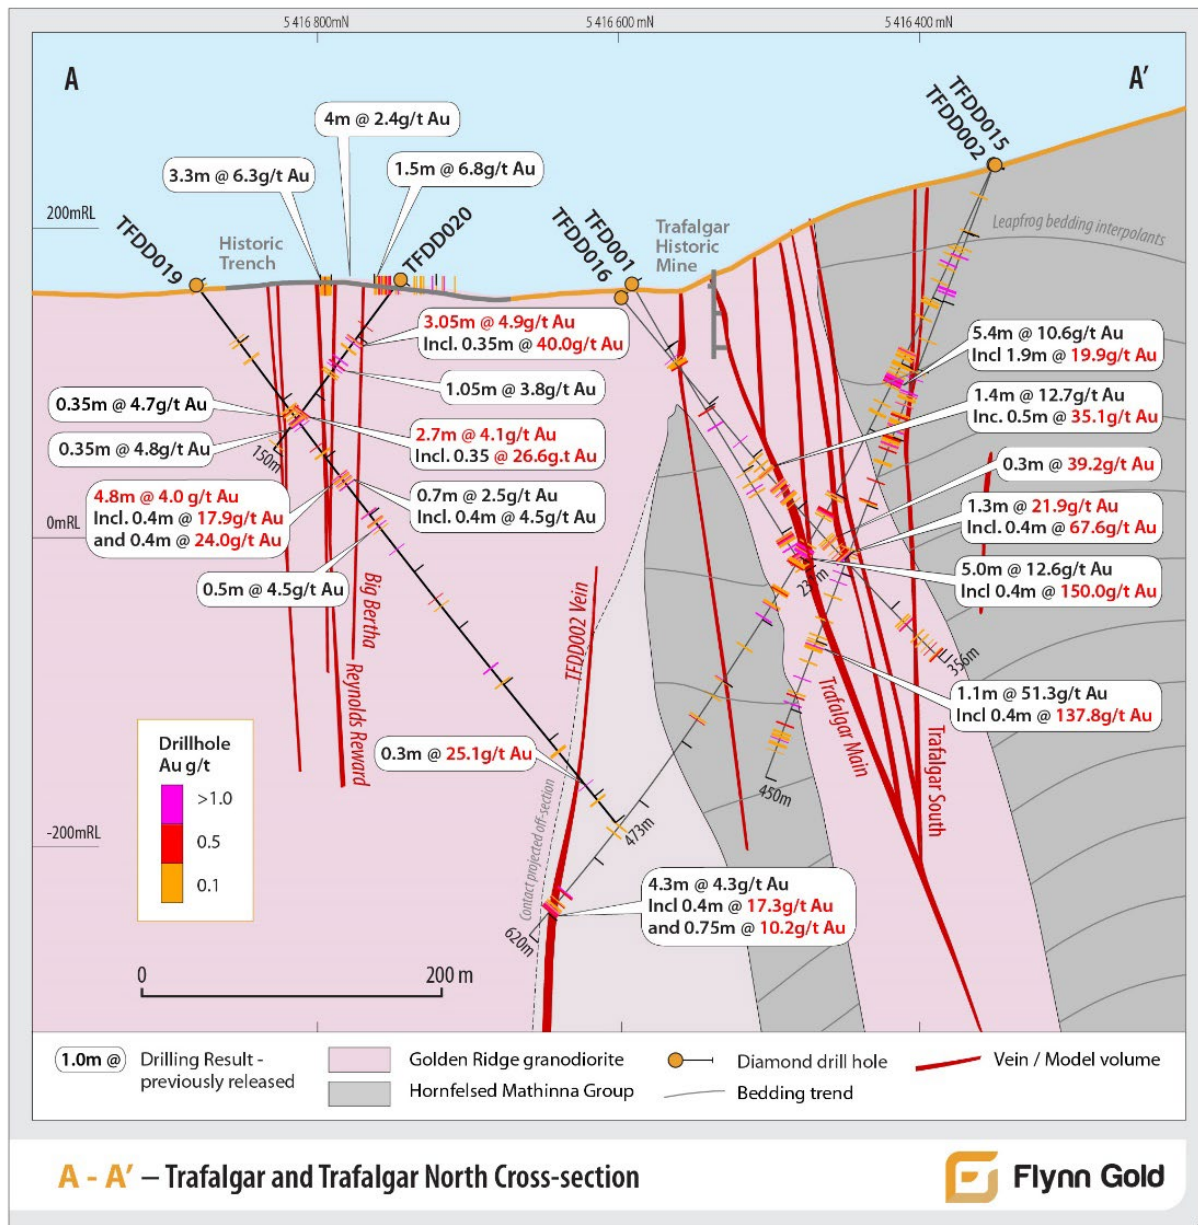 5 416 800mN
5 416 600mN
5 416 400 mN
A
A'
4m @ 2.4g/t Au
3.3m @ 6.3g/t Au
1.5m @ 6.8g/t Au
TFDD015
TFDD002
200mRL
TFDD019
Historic
Trench
TFDD020
TFD001
TFDD016
Trafalgar
Historic
Mine
Leapfrog bedding interpolants
3.05m @ 4.9g/t Au
Incl. 0.35m @ 40.0g/t Au
1.05m @ 3.8g/t Au
5.4m @ 10.6g/t Au
Incl 1.9m @ 19.9g/t Au
0.35m @ 4.7g/t Au
0.35m @ 4.8g/t Au
150m
2.7m @ 4.1g/t Au
Incl. 0.35 @ 26.6g.t Au
1.4m @ 12.7g/t Au
Inc. 0.5m @ 35.1g/t Au
0.3m @ 39.2g/t Au
4.8m @ 4.0 g/t Au
Incl. 0.4m @ 17.9g/t Au
and 0.4m @ 24.0g/t Au
0.7m @ 2.5g/t Au
Incl. 0.4m @ 4.5g/t Au
1.3m @ 21.9g/t Au
Incl. 0.4m @ 67.6g/t Au
0mRL
0.5m @ 4.5g/t Au
5.0m @ 12.6g/t Au
Incl 0.4m @ 150.0g/t Au
356m
Big Bertha
Reynolds Reward
TFDD002 Vein
1.1m @ 51.3g/t Au
Incl 0.4m @ 137.8g/t Au
Trafalgar Main
Trafalgar South
450m
0.3m @ 25.1g/t Au
Contact projected off-section
473m
-200mRL
Drillhole
Au g/t
>1.0
0.5
0.1
4.3m @ 4.3g/t Au
Incl 0.4m @ 17.3g/t Au
and 0.75m @ 10.2g/t Au
620m
0
200 m
1.0m @
Drilling Result -
previously released
Golden Ridge granodiorite
Hornfelsed Mathinna Group
Diamond drill hole
Bedding trend
Vein / Model volume
A - A' – Trafalgar and Trafalgar North Cross-section
Flynn Gold